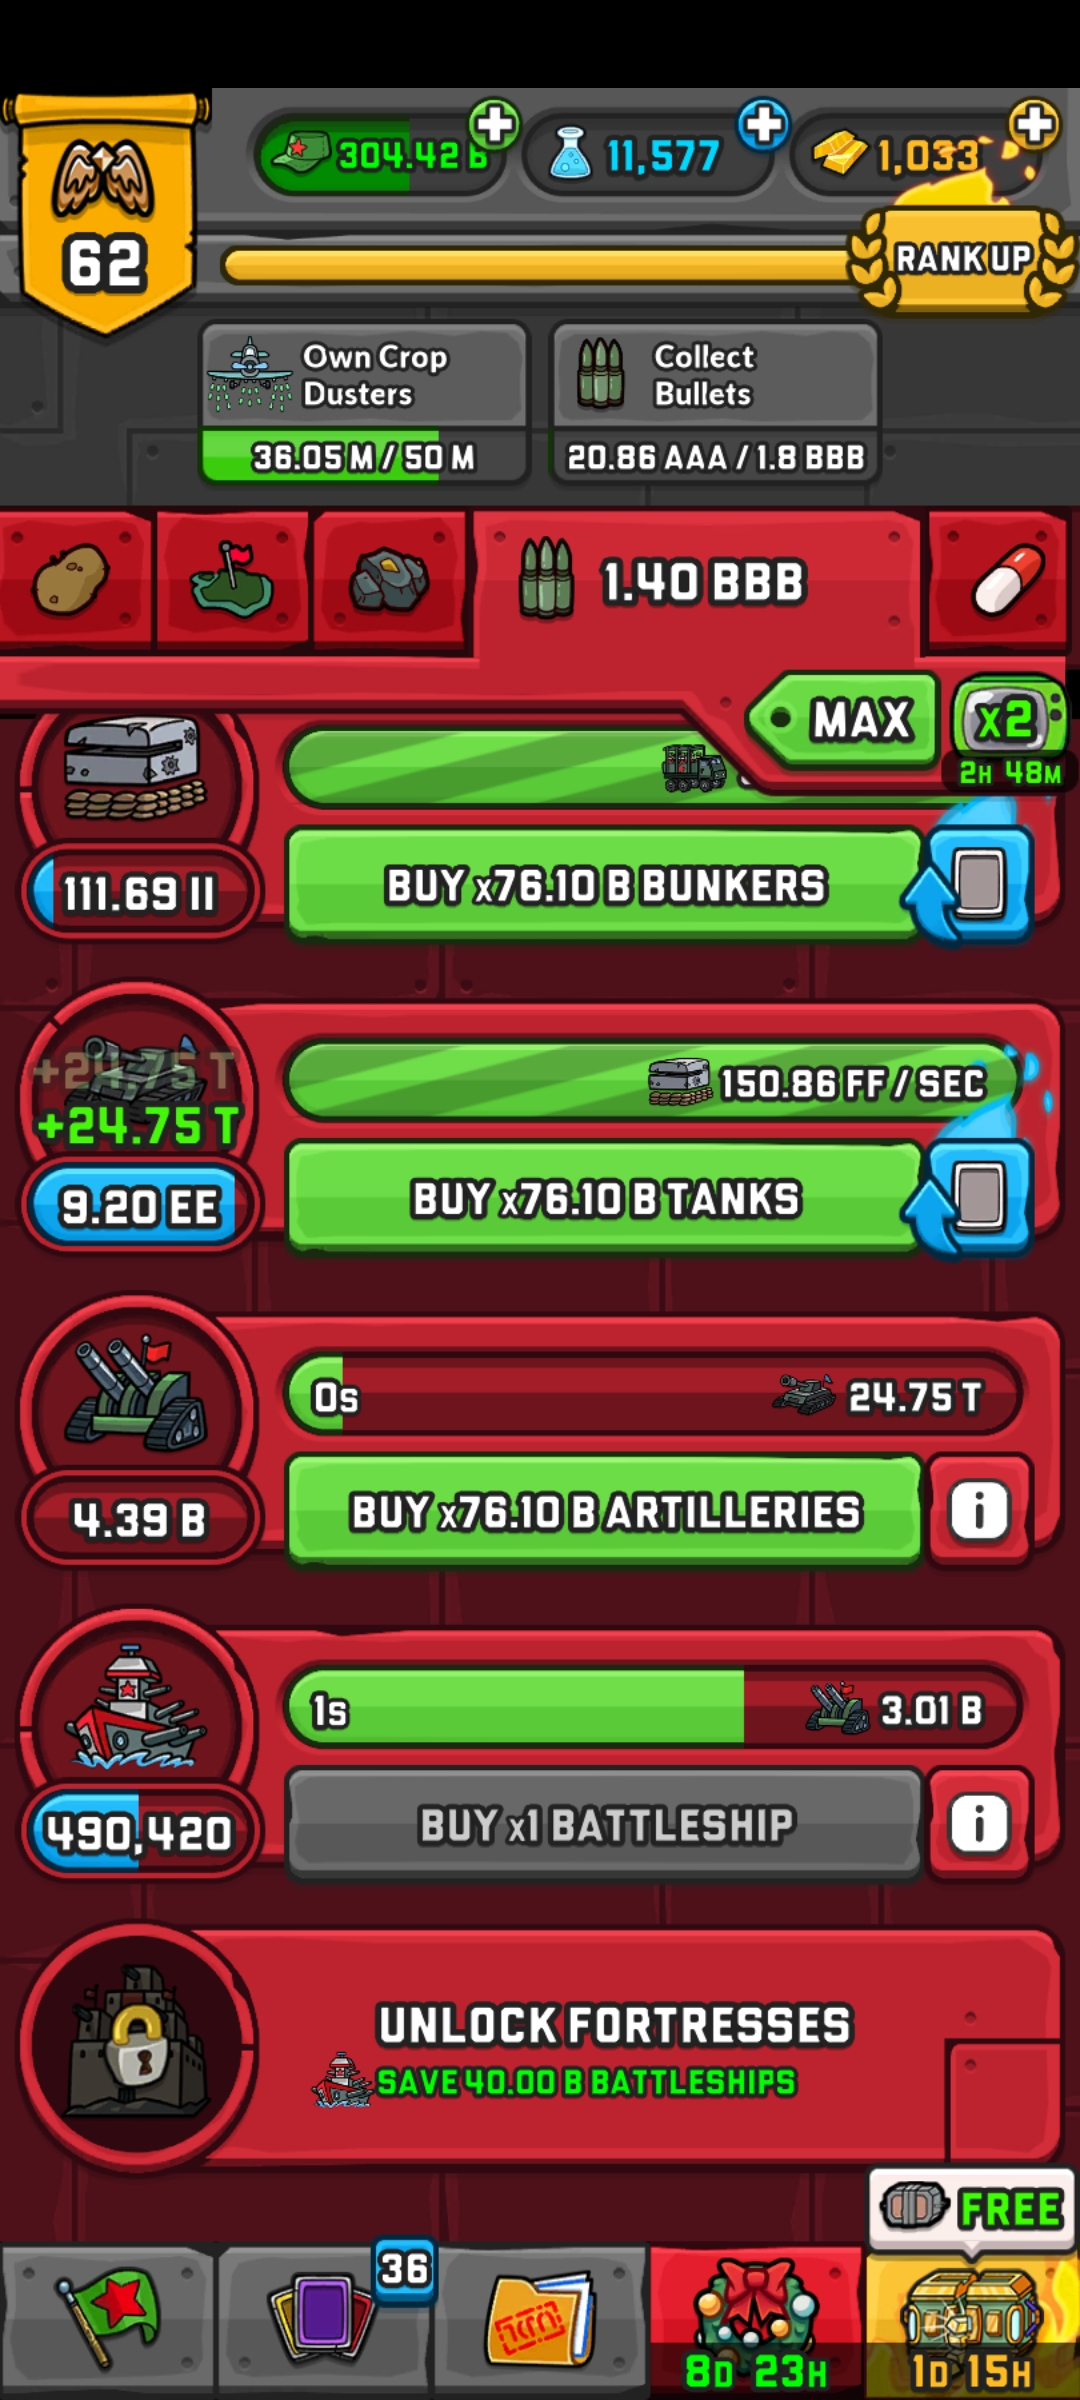 304.42 B
11,577
1,033
62
RANK UP
Own Crop
Dusters
36.05 M / 50 M
Collect
Bullets
20.86 AAA / 1.8 BBB
1.40 BBB
MAX
x2
2H 48M
111.69 II
BUY x76.10 B BUNKERS
+24.75 T
+24.75 T
150.86 FF / SEC
9.20 EE
BUY x76.10 B TANKS
0s
24.75 T
4.39 B
BUY x76.10 B ARTILLERIES
i
1s
3.01 B
490,420
BUY x1 BATTLESHIP
i
UNLOCK FORTRESSES
SAVE 40.00 B BATTLESHIPS
FREE
36
8D 23H
1D 15H